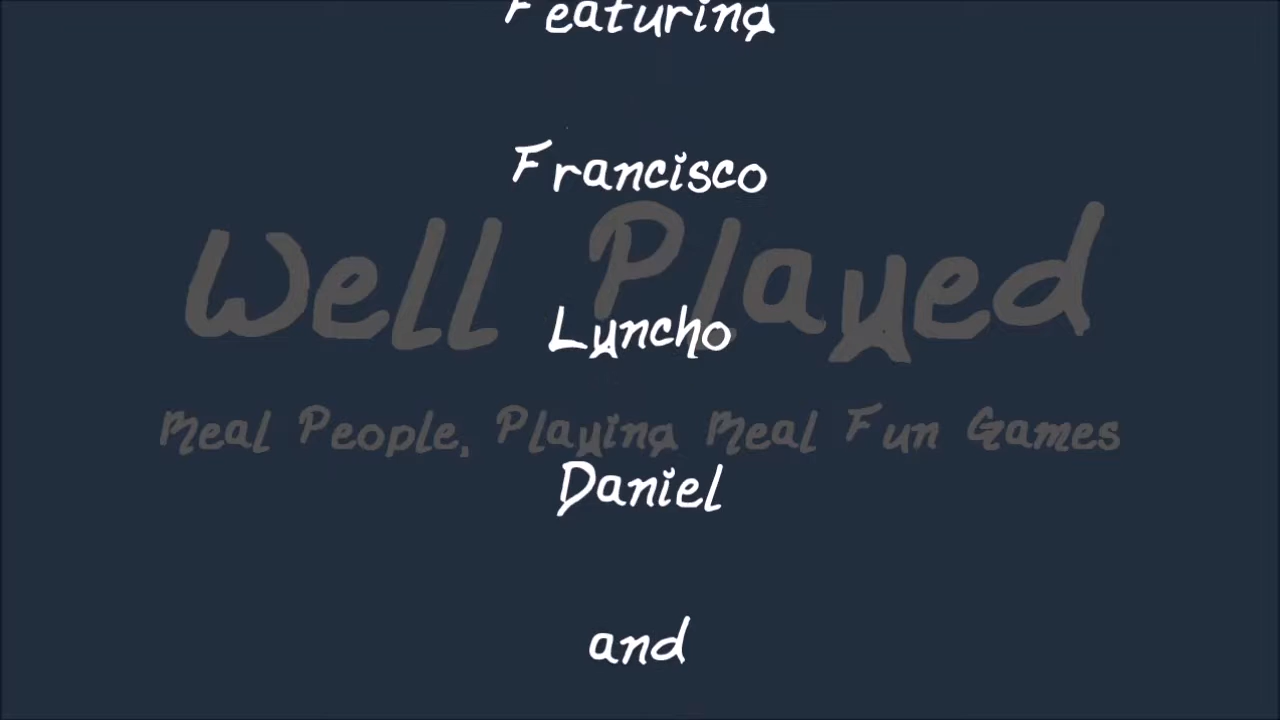 Featuring
Francisco
Well Played
Luncho
Real People, Playing Real Fun Games
Daniel
and